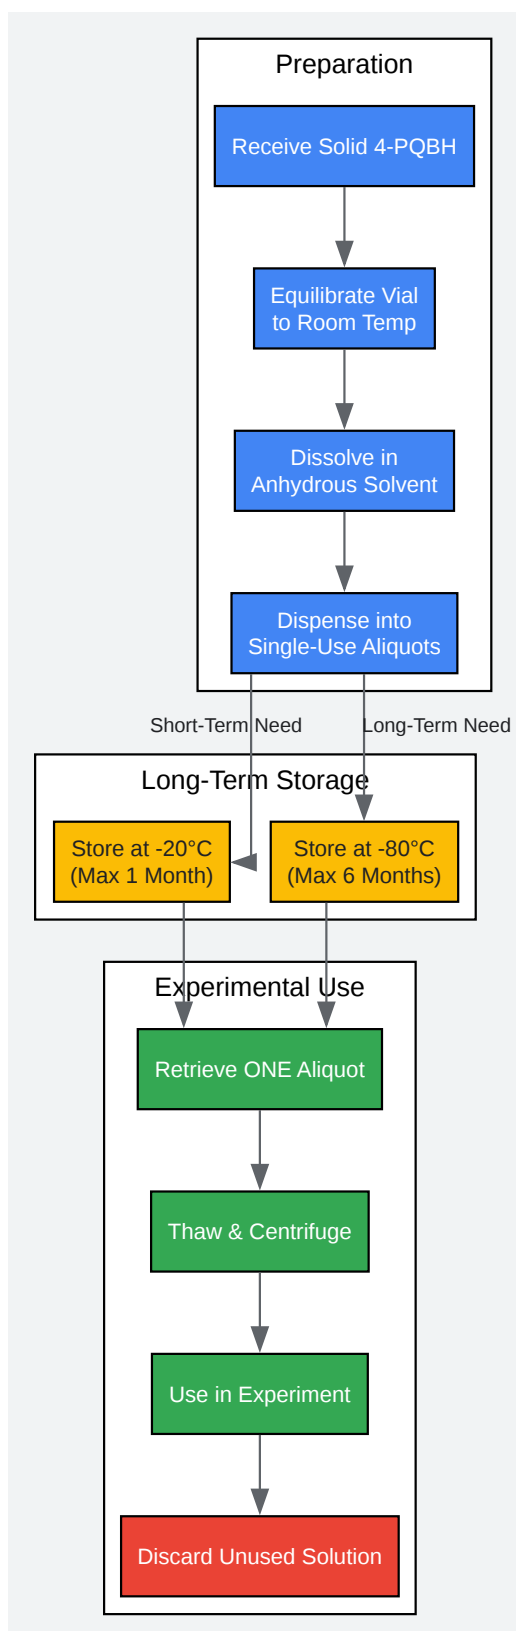 Preparation
Receive Solid 4-PQBH
Equilibrate Vial
to Room Temp
Dissolve in
Anhydrous Solvent
Dispense into
Single-Use Aliquots
Short-Term Need
Long-Term Need
Long-Term Storage
Store at -20°C
(Max 1 Month)
Store at -80°C
(Max 6 Months)
Experimental Use
Retrieve ONE Aliquot
Thaw & Centrifuge
Use in Experiment
Discard Unused Solution